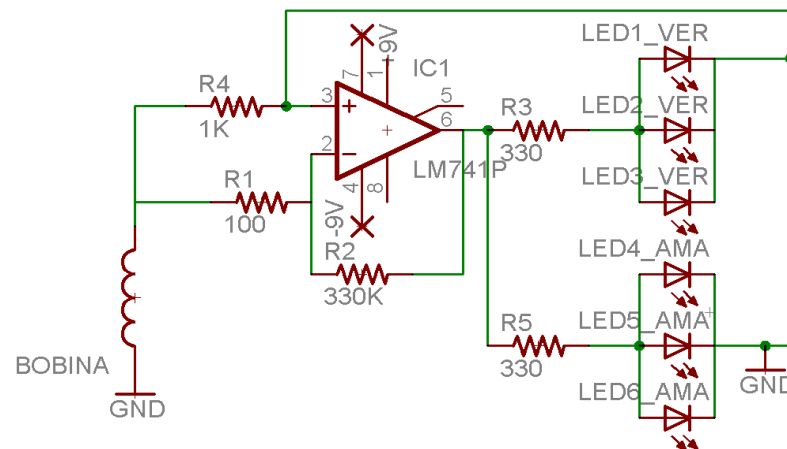 LED1_VER
+9V
IC1
R4
7
1
3
5
1K
6
R3
LED2_VER
2
330
LM741P
LED3_VER
R1
4
8
100
-9V
R2
LED4_AMA
330K
R5
LED5_AMA
BOBINA
330
GND
LED6_AMA
GND